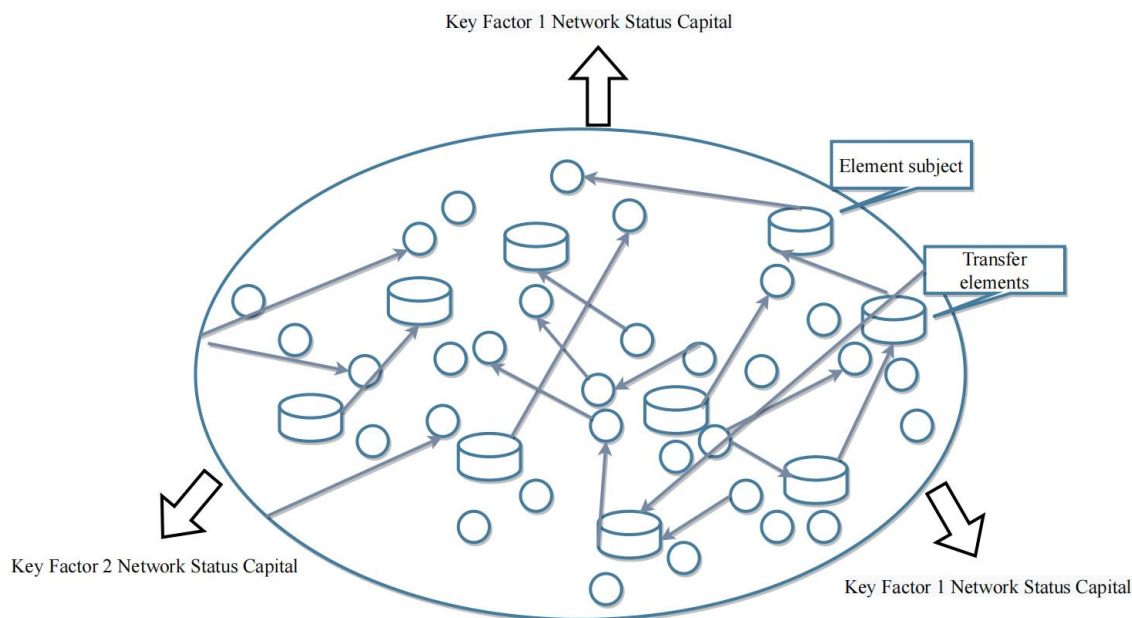 Key Factor 1 Network Status Capital
Element subject
Transfer
elements
Key Factor 2 Network Status Capital
Key Factor 1 Network Status Capital